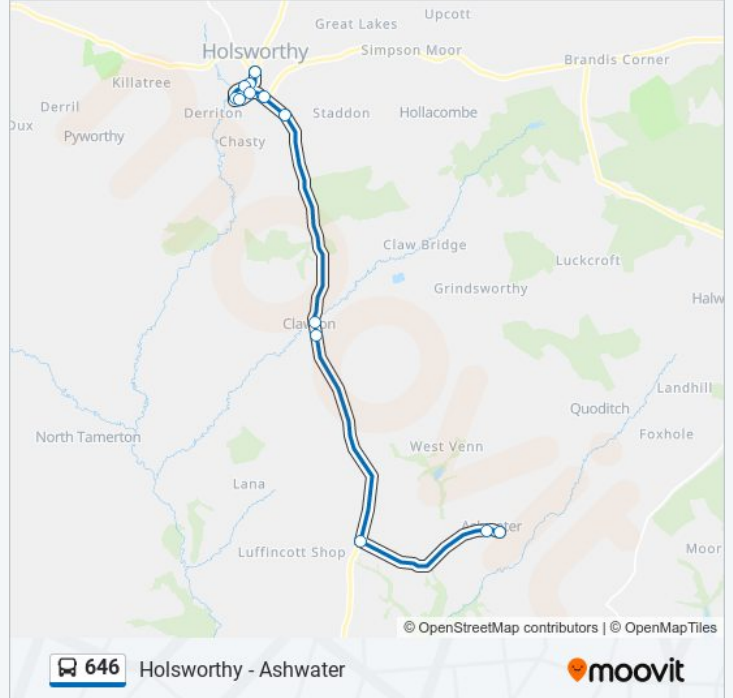 Upcott
Great Lakes
Holsworthy
Simpson Moor
Brandis Corner
Killatree
Derril
Derriton
Staddon
Hollacombe
Dux
Pyworthy
Chasty
Claw Bridge
Luckcroft
Grindsworthy
Halw
Clawton
Landhill
Quoditch
North Tamerton
Foxhole
West Venn
Lana
Ashwater
Luffincott Shop
Moor
moovit
© OpenStreetMap contributors | © OpenMapTiles
646 Holsworthy - Ashwater
moovit